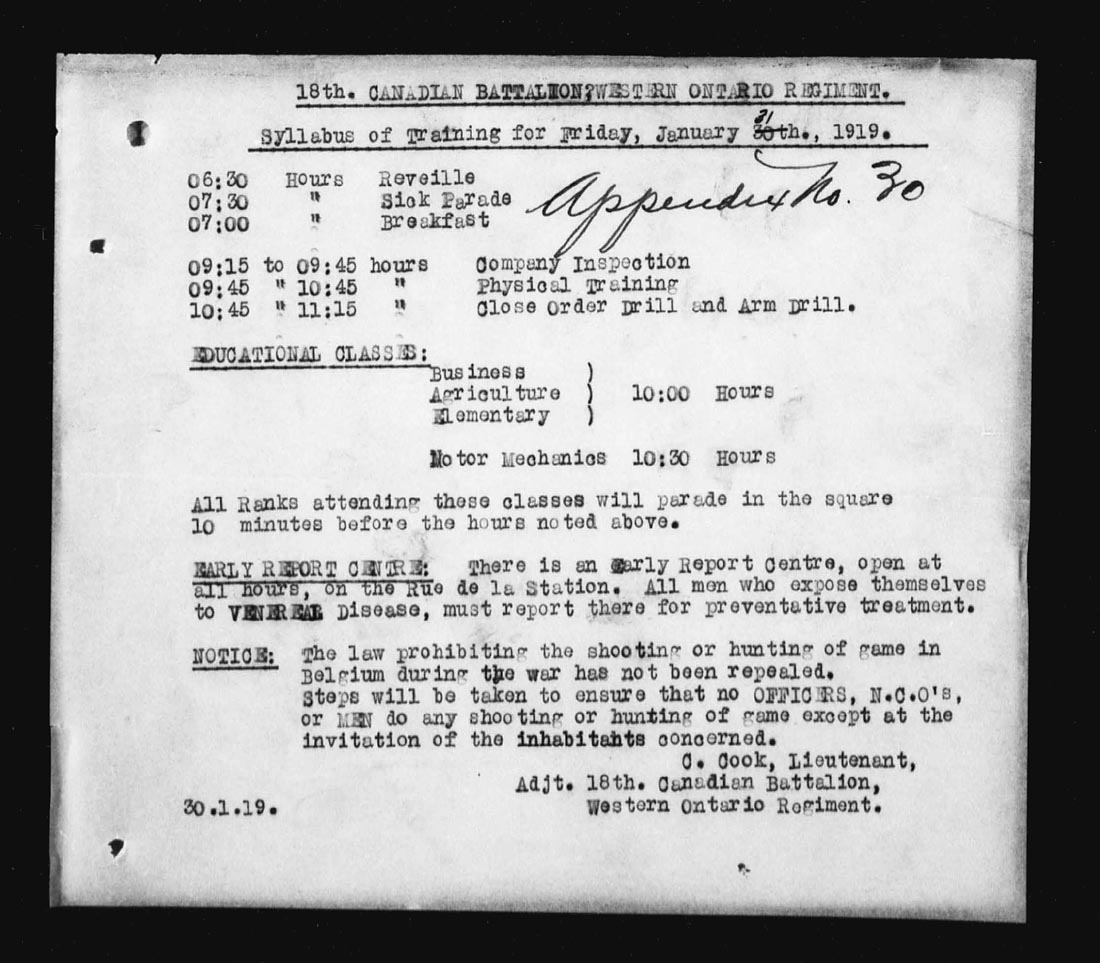 18th. CANADIAN BATTALION, WESTERN ONTARIO REGIMENT.
Syllabus of Training for Friday, January 30th., 1919.
31
Appendix No. 30
06:30 Hours Reveille
07:30 " Sick Parade
07:00 " Breakfast
09:15 to 09:45 hours Company Inspection
09:45 " 10:45 " Physical Training
10:45 " 11:15 " Close Order Drill and Arm Drill.
EDUCATIONAL CLASSES:
Business )
Agriculture ) 10:00 Hours
Elementary )
Motor Mechanics 10:30 Hours
All Ranks attending these classes will parade in the square
10 minutes before the hours noted above.
EARLY REPORT CENTRE: There is an Early Report Centre, open at
all hours, on the Rue de la Station. All men who expose themselves
to VENEREAL Disease, must report there for preventative treatment.
NOTICE: The law prohibiting the shooting or hunting of game in
Belgium during the war has not been repealed.
Steps will be taken to ensure that no OFFICERS, N.C.O's,
or MEN do any shooting or hunting of game except at the
invitation of the inhabitahts concerned.
C. Cook, Lieutenant,
Adjt. 18th. Canadian Battalion,
30.1.19. Western Ontario Regiment.